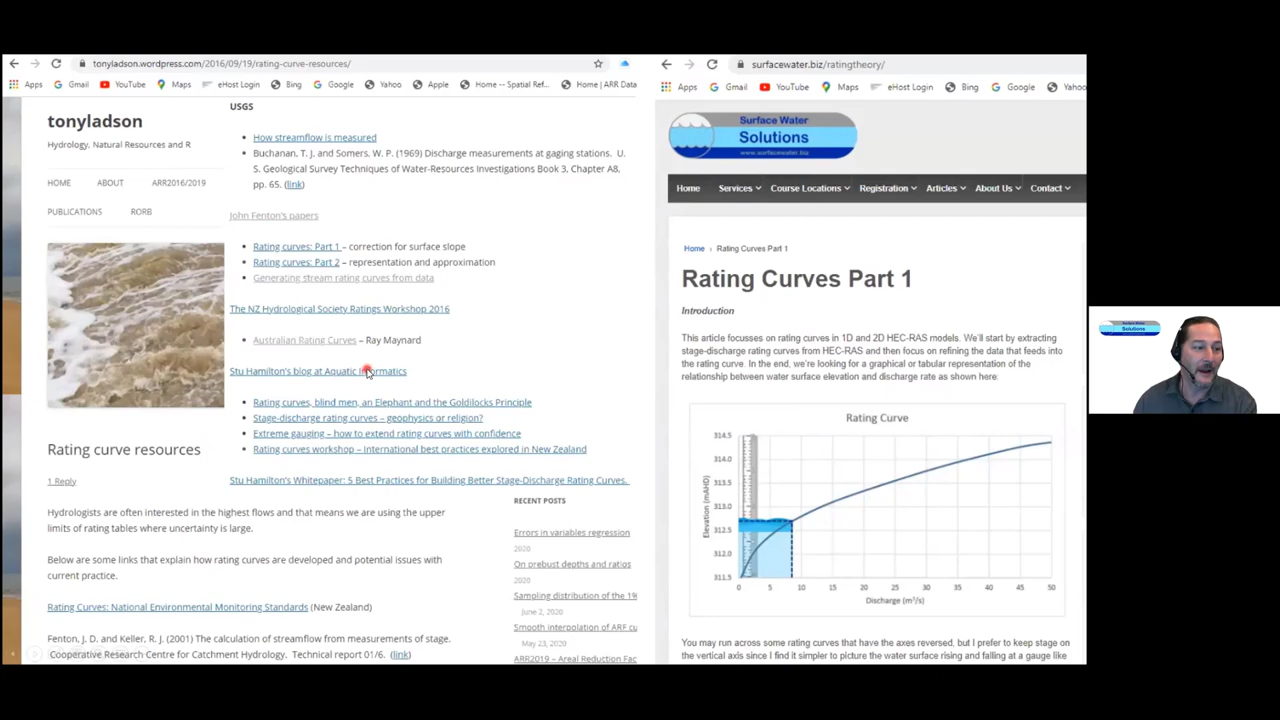 tonyladson.wordpress.com/2016/09/19/rating-curve-resources/
Apps Gmail YouTube Maps eHost Login Bing Google Yahoo Apple Home -- Spatial Ref... Home | ARR Data
tonyladson
Hydrology, Natural Resources and R
HOME ABOUT ARR2016/2019
PUBLICATIONS RORB
Rating curve resources
1 Reply
Hydrologists are often interested in the highest flows and that means we are using the upper
limits of rating tables where uncertainty is large.
Below are some links that explain how rating curves are developed and potential issues with
current practice.
Rating Curves: National Environmental Monitoring Standards (New Zealand)
Fenton, J. D. and Keller, R. J. (2001) The calculation of streamflow from measurements of stage.
Cooperative Research Centre for Catchment Hydrology. Technical report 01/6. (link)
USGS
How streamflow is measured
Buchanan, T. J. and Somers, W. P. (1969) Discharge measurements at gaging stations. U.
S. Geological Survey Techniques of Water-Resources Investigations Book 3, Chapter A8,
pp. 65. (link)
John Fenton's papers
Rating curves: Part 1 – correction for surface slope
Rating curves: Part 2 – representation and approximation
Generating stream rating curves from data
The NZ Hydrological Society Ratings Workshop 2016
Australian Rating Curves – Ray Maynard
Stu Hamilton's blog at Aquatic Informatics
Rating curves, blind men, an Elephant and the Goldilocks Principle
Stage-discharge rating curves – geophysics or religion?
Extreme gauging – how to extend rating curves with confidence
Rating curves workshop – International best practices explored in New Zealand
Stu Hamilton's Whitepaper: 5 Best Practices for Building Better Stage-Discharge Rating Curves.
RECENT POSTS
Errors in variables regression
2020
On prebust depths and ratios
2020
Sampling distribution of the 1%
June 2, 2020
Smooth interpolation of ARF cu
May 23, 2020
ARR2019 – Areal Reduction Fac
surfacewater.biz/ratingtheory/
Apps Gmail YouTube Maps eHost Login Bing Google Yahoo
Surface Water
Solutions
www.surfacewater.biz
Home Services Course Locations Registration Articles About Us Contact
Home › Rating Curves Part 1
Rating Curves Part 1
Introduction
This article focusses on rating curves in 1D and 2D HEC-RAS models. We'll start by extracting
stage-discharge rating curves from HEC-RAS and then focus on refining the data that feeds into
the rating curve. In the end, we're looking for a graphical or tabular representation of the
relationship between water surface elevation and discharge rate as shown here:
Rating Curve
Elevation (mAHD)
314.5
314.0
313.5
313.0
312.5
312.0
311.5
0 5 10 15 20 25 30 35 40 45 50
Discharge (m³/s)
You may run across some rating curves that have the axes reversed, but I prefer to keep stage on
the vertical axis since I find it simpler to picture the water surface rising and falling at a gauge like
Surface Water
Solutions